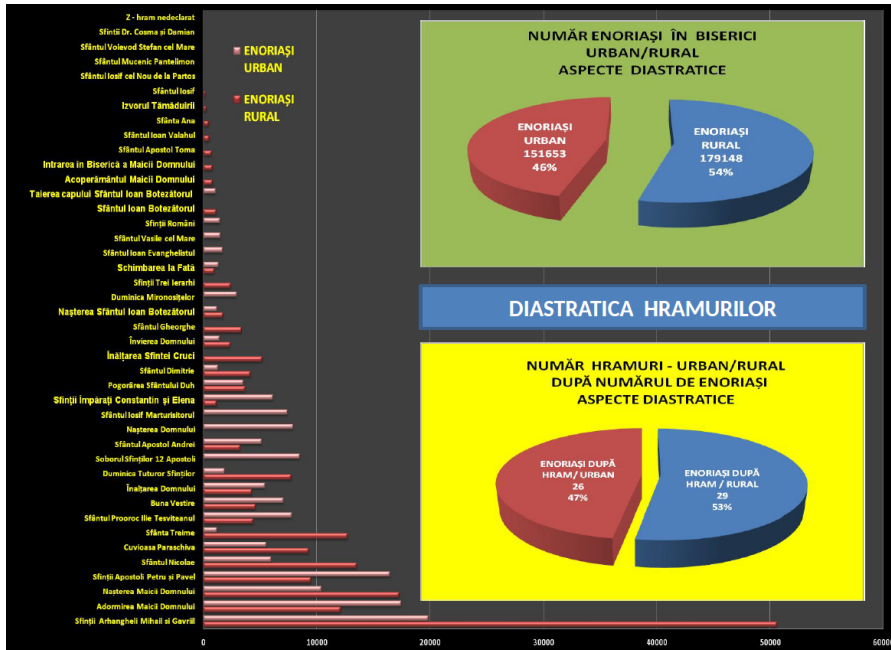 Z - hram nedeclarat
Sfintii Dr. Cosma și Damian
Sfântul Voievod Stefan cel Mare
Sfântul Mucenic Pantelimon
Sfântul Iosif cel Nou de la Partos
Sfântul Iosif
Izvorul Tămăduirii
Sfânta Ana
Sfântul Ioan Valahul
Sfântul Apostol Toma
Intrarea in Biserică a Maicii Domnului
Acoperământul Maicii Domnului
Taierea capului Sfântul Ioan Botezătorul
Sfântul Ioan Botezătorul
Sfinții Români
Sfântul Vasile cel Mare
Sfântul Ioan Evanghelistul
Schimbarea la Față
Sfinții Trei Ierarhi
Duminica Mironosițelor
Nașterea Sfântul Ioan Botezătorul
Sfântul Gheorghe
Învierea Domnului
Înălțarea Sfintei Cruci
Sfântul Dimitrie
Pogorârea Sfântului Duh
Sfinții Împărați Constantin și Elena
Sfântul Iosif Marturisitorul
Nașterea Domnului
Sfântul Apostol Andrei
Soborul Sfinților 12 Apostoli
Duminica Tuturor Sfinților
Înalțarea Domnului
Buna Vestire
Sfântul Prooroc Ilie Tesviteanul
Sfânta Treime
Cuvioasa Paraschiva
Sfântul Nicolae
Sfinții Apostoli Petru și Pavel
Nașterea Maicii Domnului
Adormirea Maicii Domnului
Sfinții Arhangheli Mihail si Gavriil
0 10000 20000 30000 40000 50000 60000
ENORIAȘI
URBAN
ENORIAȘI
RURAL
NUMĂR ENORIAȘI ÎN BISERICI
URBAN/RURAL
ASPECTE DIASTRATICE
ENORIAȘI
URBAN
151653
46%
ENORIAȘI
RURAL
179148
54%
DIASTRATICA HRAMURILOR
NUMĂR HRAMURI - URBAN/RURAL
DUPĂ NUMĂRUL DE ENORIAȘI
ASPECTE DIASTRATICE
ENORIAȘI DUPĂ
HRAM/ URBAN
26
47%
ENORIAȘI DUPĂ
HRAM / RURAL
29
53%